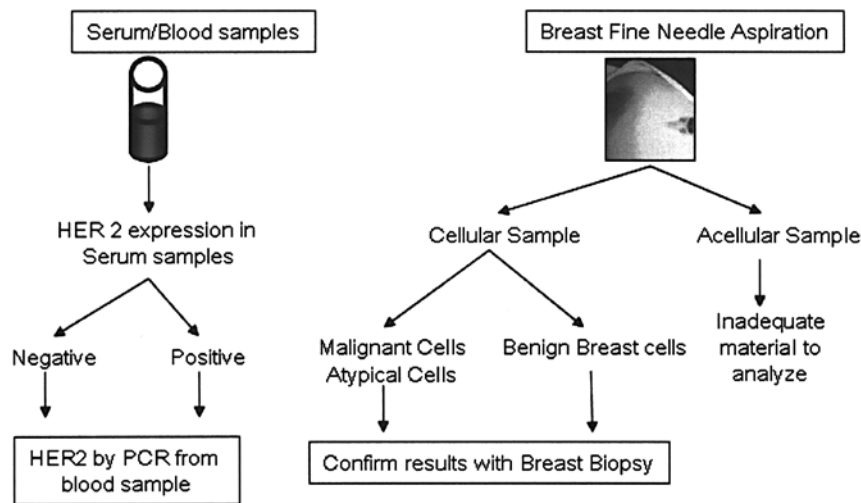 Serum/Blood samples
HER 2 expression in
Serum samples
Negative
Positive
HER2 by PCR from
blood sample
Breast Fine Needle Aspiration
Cellular Sample
Acellular Sample
Malignant Cells
Atypical Cells
Benign Breast cells
Inadequate
material to
analyze
Confirm results with Breast Biopsy